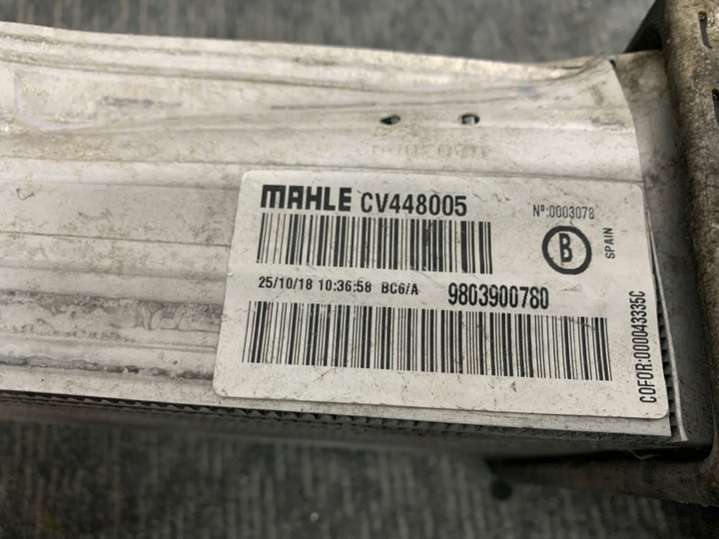 MAHLE CV448005
Nº:0003078
B
SPAIN
25/10/18 10:36:58 BC6/A 9803900780
COFOR:000043335C